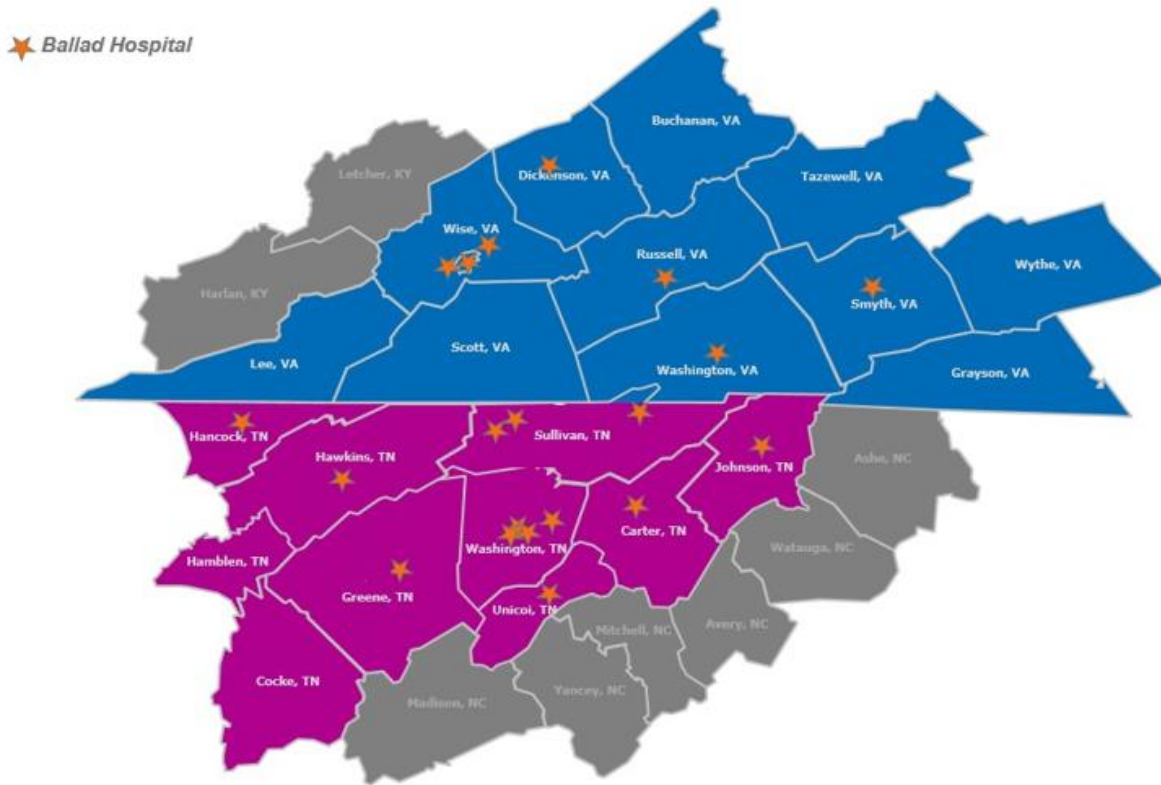 Ballad Hospital
Buchanan, VA
Letcher, KY
Dickenson, VA
Tazewell, VA
Wise, VA
Russell, VA
Wythe, VA
Harlan, KY
Smyth, VA
Scott, VA
Lee, VA
Washington, VA
Grayson, VA
Hancock, TN
Sullivan, TN
Hawkins, TN
Johnson, TN
Ashe, NC
Carter, TN
Washington, TN
Watauga, NC
Hamblen, TN
Greene, TN
Unicoi, TN
Avery, NC
Mitchell, NC
Cocke, TN
Yancey, NC
Madison, NC